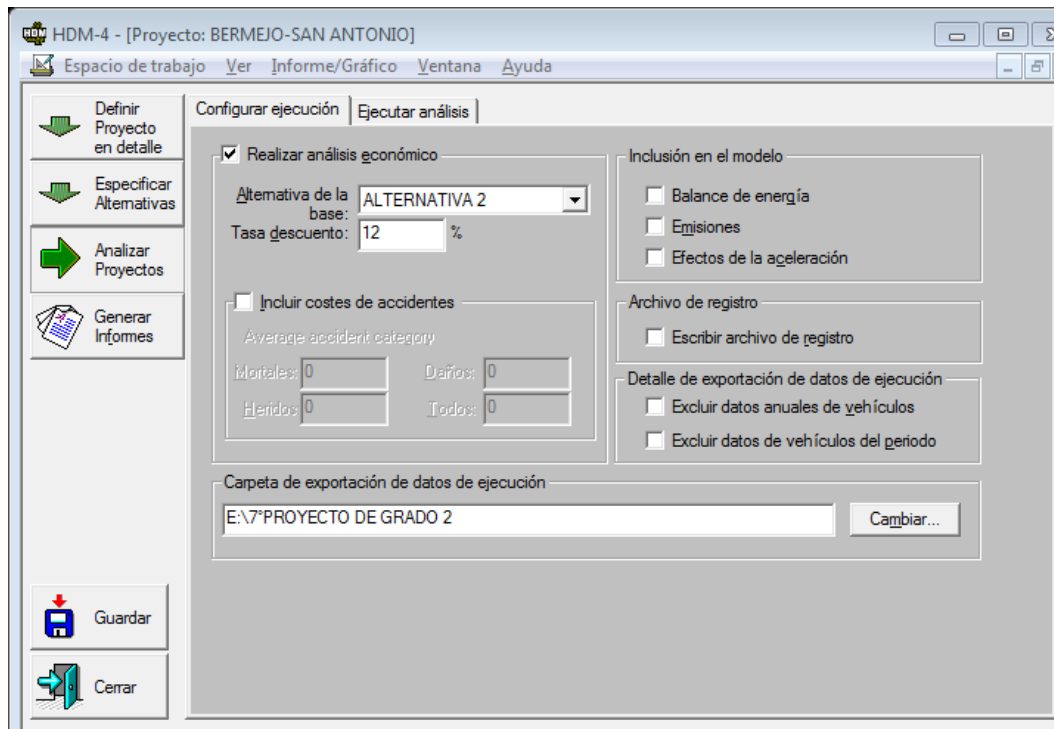 HDM-4 - [Proyecto: BERMEJO-SAN ANTONIO]
Espacio de trabajo Ver Informe/Gráfico Ventana Ayuda
Definir
Proyecto
en detalle
Especificar
Alternativas
Analizar
Proyectos
Generar
Informes
Guardar
Cerrar
Configurar ejecución
Ejecutar análisis
Realizar análisis económico
Alternativa de la
base:
ALTERNATIVA 2
Tasa descuento: 12 %
Incluir costes de accidentes
Average accident category
Mortales: 0 Daños: 0
Heridos 0 Todos: 0
Inclusión en el modelo
Balance de energía
Emisiones
Efectos de la aceleración
Archivo de registro
Escribir archivo de registro
Detalle de exportación de datos de ejecución
Excluir datos anuales de vehículos
Excluir datos de vehículos del periodo
Carpeta de exportación de datos de ejecución
E:\7°PROYECTO DE GRADO 2
Cambiar...